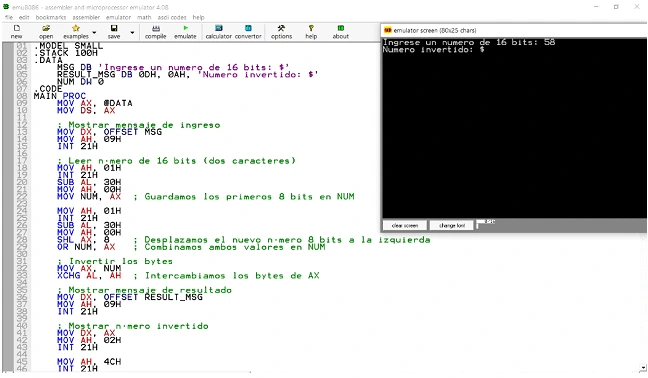 emu8086 - assembler and microprocessor emulator 4.08
file edit bookmarks assembler emulator math ascii codes help
new open examples save compile emulate calculator convertor options help about
01 .MODEL SMALL
02 .STACK 100H
03 .DATA
04 MSG DB 'Ingrese un numero de 16 bits: $'
05 RESULT_MSG DB 0DH, 0AH, 'Numero invertido: $'
06 NUM DW 0
07 .CODE
08 MAIN PROC
09 MOV AX, @DATA
10 MOV DS, AX
11
12 ; Mostrar mensaje de ingreso
13 MOV DX, OFFSET MSG
14 MOV AH, 09H
15 INT 21H
16
17 ; Leer n·mero de 16 bits (dos caracteres)
18 MOV AH, 01H
19 INT 21H
20 SUB AL, 30H
21 MOV AH, 00H
22 MOV NUM, AX ; Guardamos los primeros 8 bits en NUM
23
24 MOV AH, 01H
25 INT 21H
26 SUB AL, 30H
27 MOV AH, 00H
28 SHL AX, 8 ; Desplazamos el nuevo n·mero 8 bits a la izquierda
29 OR NUM, AX ; Combinamos ambos valores en NUM
30
31 ; Invertir los bytes
32 MOV AX, NUM
33 XCHG AL, AH ; Intercambiamos los bytes de AX
34
35 ; Mostrar mensaje de resultado
36 MOV DX, OFFSET RESULT_MSG
37 MOV AH, 09H
38 INT 21H
39
40 ; Mostrar n·mero invertido
41 MOV DX, AX
42 MOV AH, 02H
43 INT 21H
44
45 MOV AH, 4CH
46 INT 21H
emulator screen (80x25 chars)
Ingrese un numero de 16 bits: 58
Numero invertido: $
clear screen change font